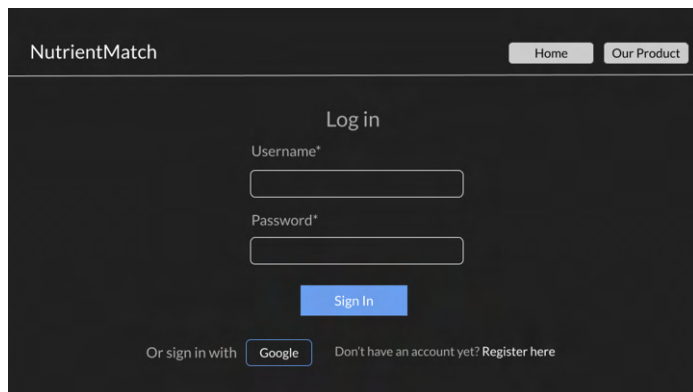 NutrientMatch Home Our Product
Log in
Username*
Password*
Sign In
Or sign in with Google Don't have an account yet? Register here